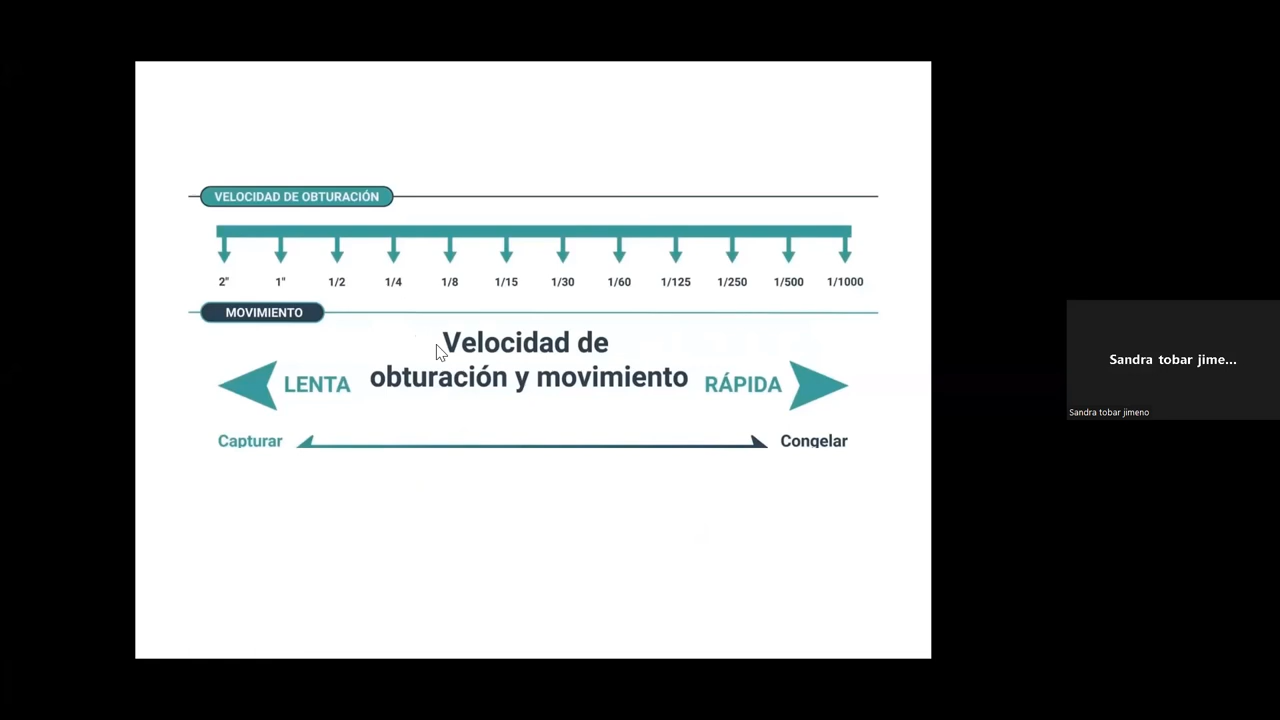 VELOCIDAD DE OBTURACIÓN
2" 1" 1/2 1/4 1/8 1/15 1/30 1/60 1/125 1/250 1/500 1/1000
MOVIMIENTO
Velocidad de
LENTA obturación y movimiento RÁPIDA
Capturar Congelar
Sandra tobar jime...
Sandra tobar jimeno